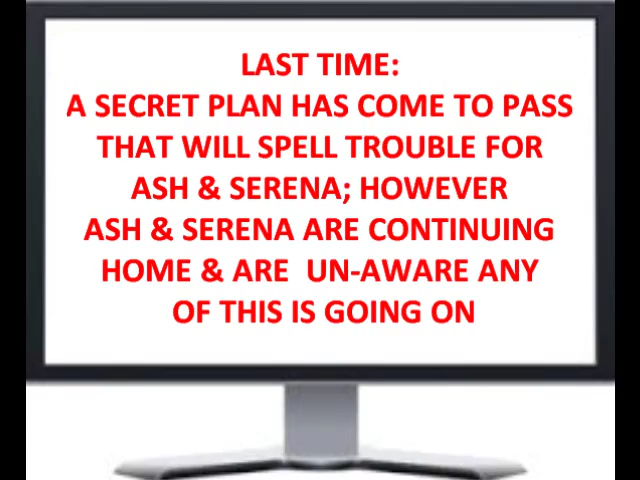 LAST TIME:
A SECRET PLAN HAS COME TO PASS
THAT WILL SPELL TROUBLE FOR
ASH & SERENA; HOWEVER
ASH & SERENA ARE CONTINUING
HOME & ARE  UN-AWARE ANY
OF THIS IS GOING ON